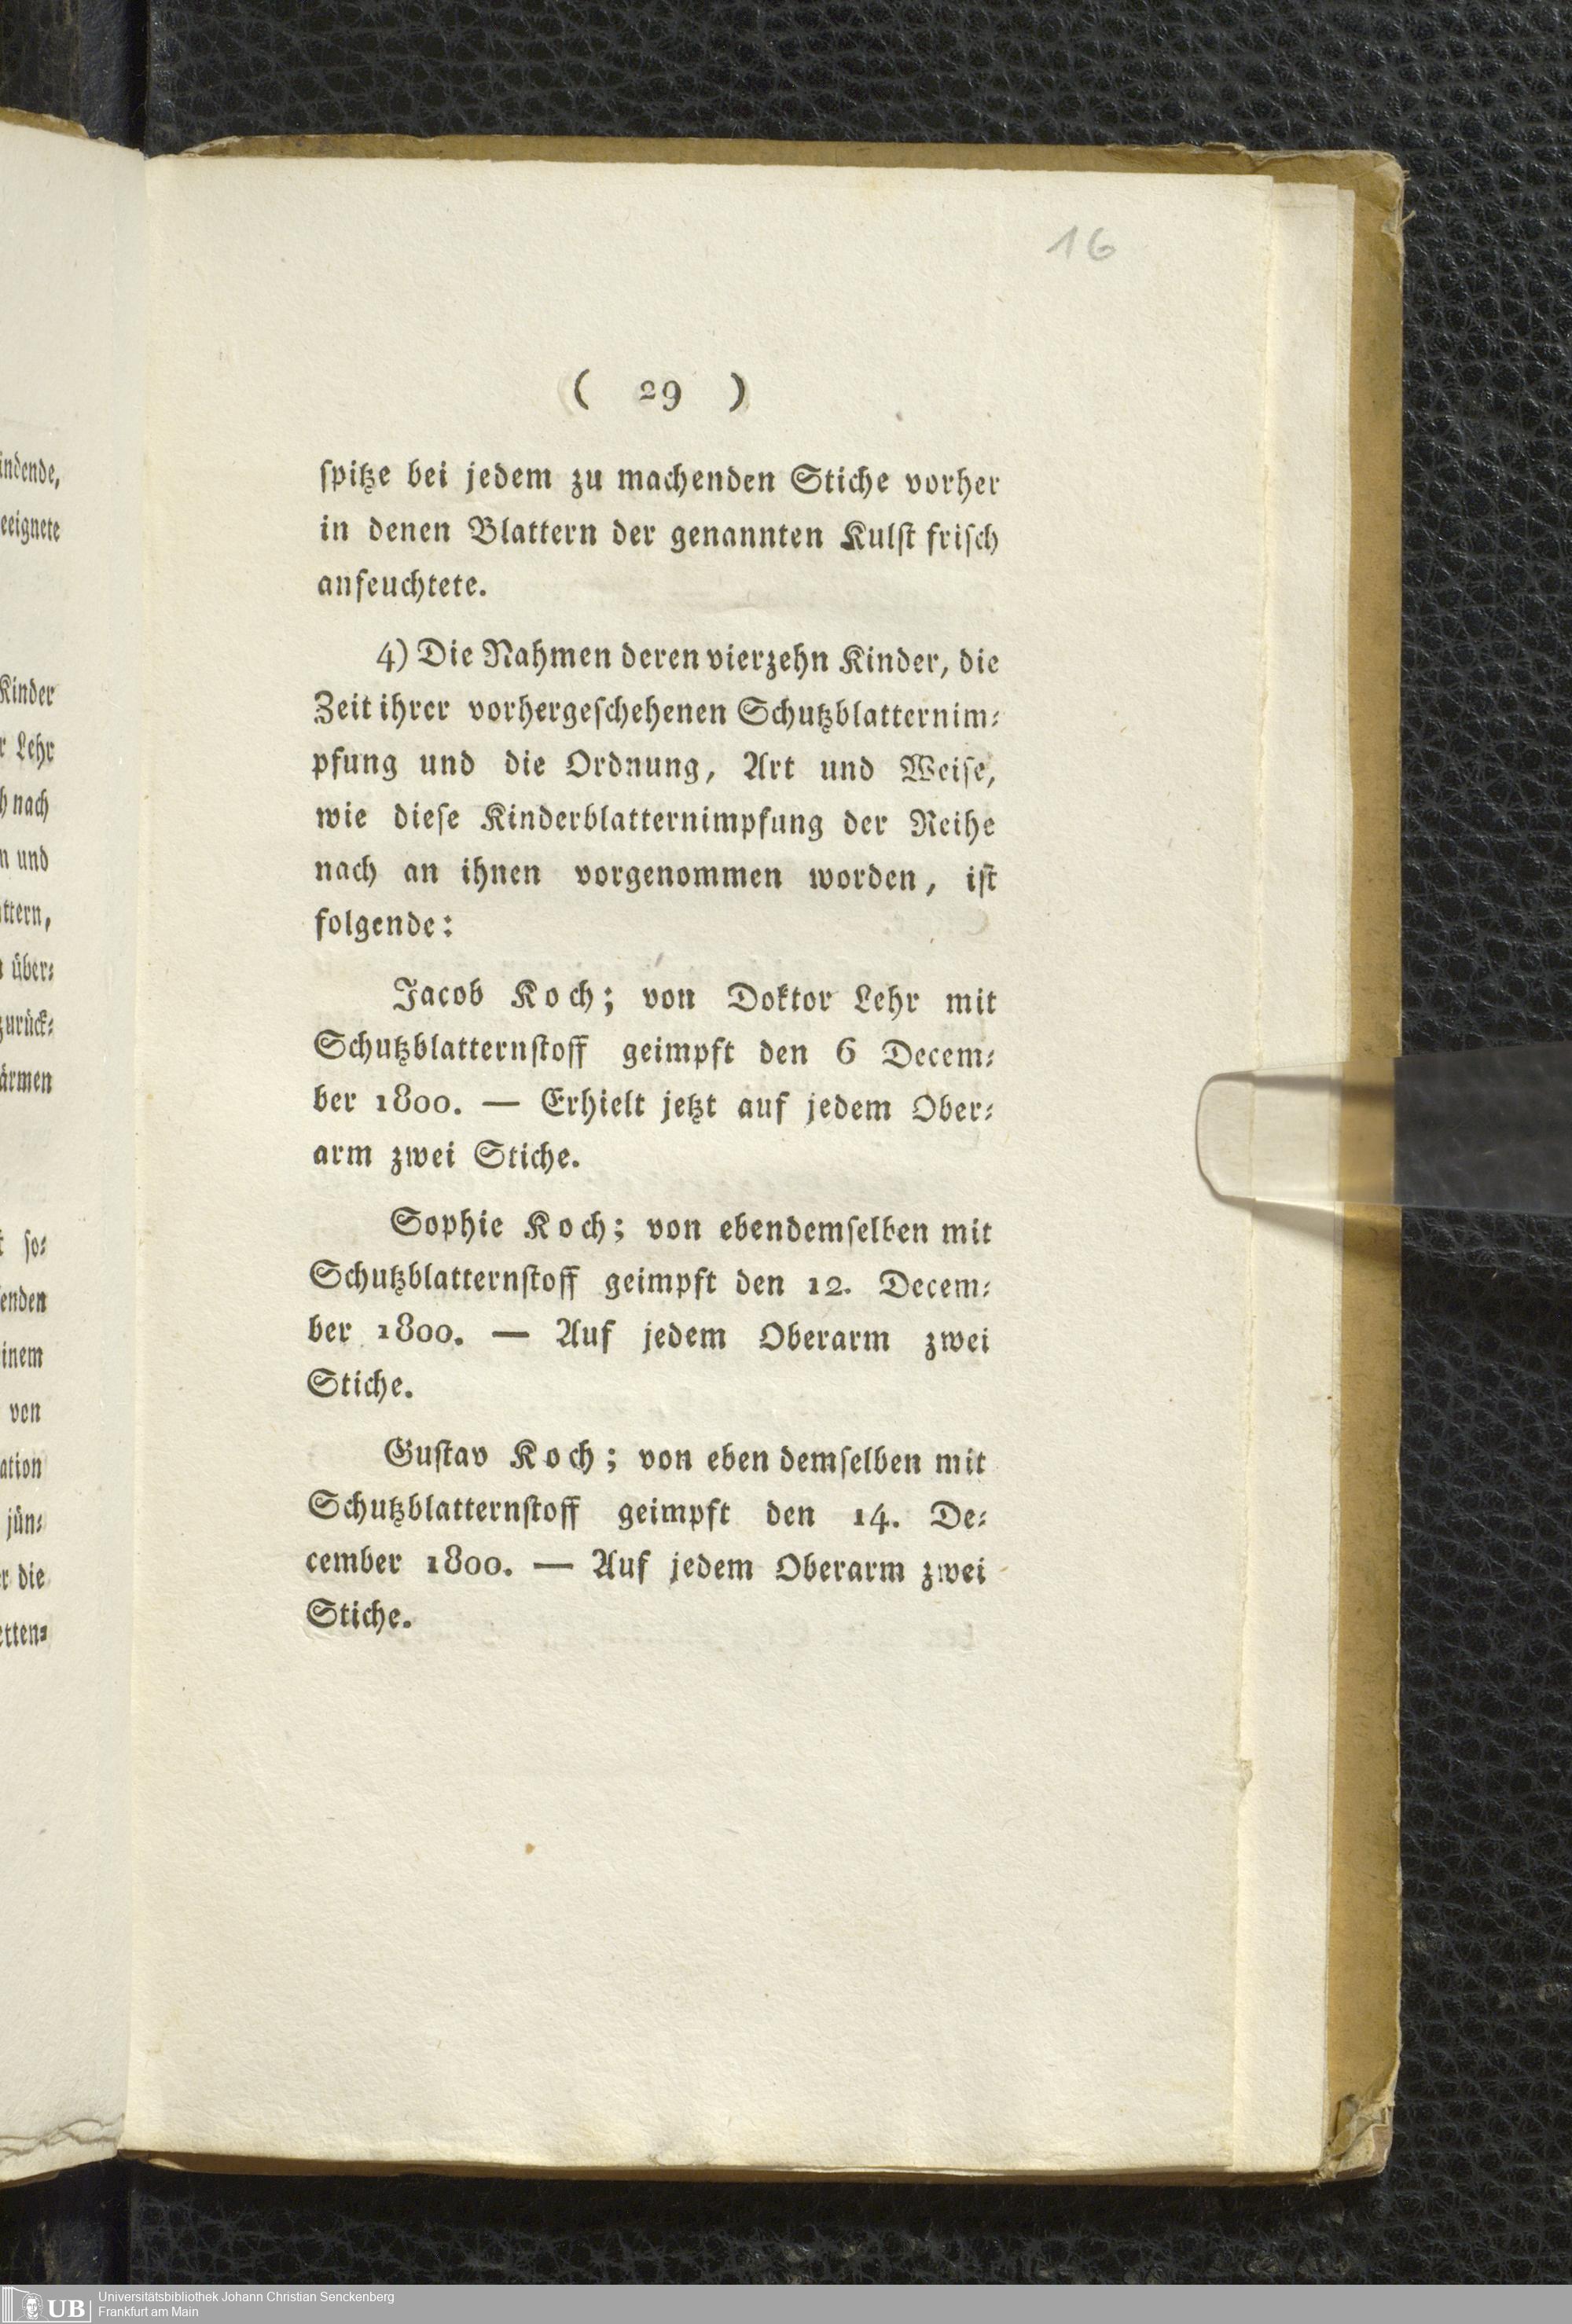 16
( 29 )
ſpitze bei jedem zu machenden Stiche vorher
in denen Blattern der genannten Kulſt friſch
anfeuchtete.
4) Die Nahmen deren vierzehn Kinder, die
Zeit ihrer vorhergeſchehenen Schutzblatternim-
pfung und die Ordnung, Art und Weiſe,
wie dieſe Kinderblatternimpfung der Reihe
nach an ihnen vorgenommen worden, iſt
folgende:
Jacob Koch; von Doktor Lehr mit
Schutzblatternſtoff geimpft den 6 Decem-
ber 1800. — Erhielt jetzt auf jedem Ober-
arm zwei Stiche.
Sophie Koch; von ebendemſelben mit
Schutzblatternſtoff geimpft den 12. Decem-
ber 1800. — Auf jedem Oberarm zwei
Stiche.
Guſtav Koch; von eben demſelben mit
Schutzblatternſtoff geimpft den 14. De-
cember 1800. — Auf jedem Oberarm zwei
Stiche.
UB
Universitätsbibliothek Johann Christian Senckenberg
Frankfurt am Main